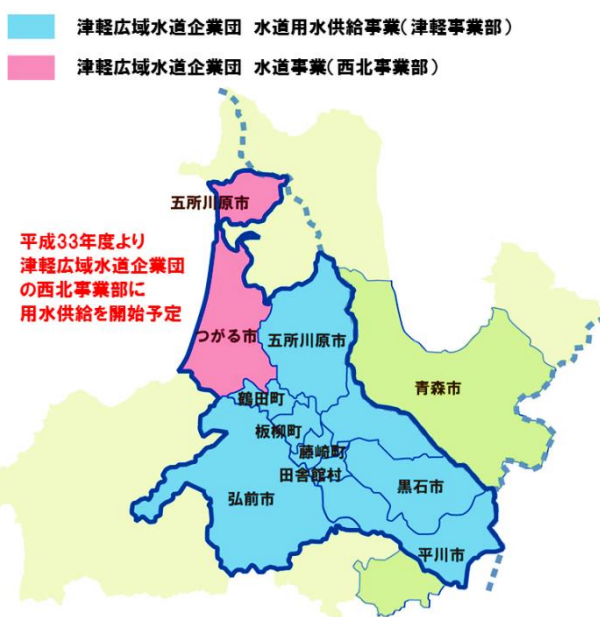 津軽広域水道企業団 水道用水供給事業(津軽事業部)
津軽広域水道企業団 水道事業(西北事業部)
五所川原市
平成33年度より
津軽広域水道企業団
の西北事業部に
用水供給を開始予定
つがる市
五所川原市
青森市
鶴田町
板柳町
藤崎町
田舎館村
黒石市
弘前市
平川市